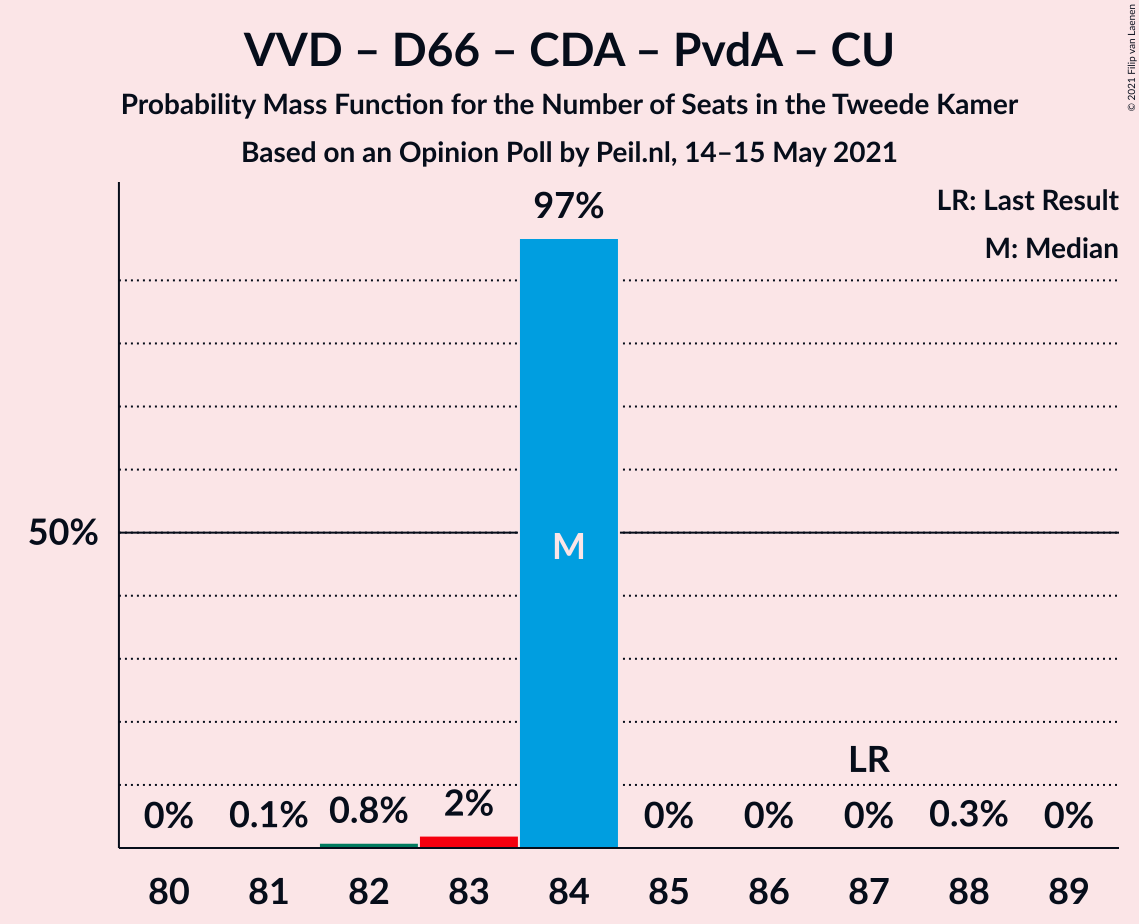 VVD – D66 – CDA – PvdA – CU
Probability Mass Function for the Number of Seats in the Tweede Kamer
Based on an Opinion Poll by Peil.nl, 14–15 May 2021
© 2021 Filip van Laenen
LR: Last Result
M: Median
97%
50%
M
LR
0% 0.1% 0.8% 2% 0% 0% 0% 0.3% 0%
80 81 82 83 84 85 86 87 88 89